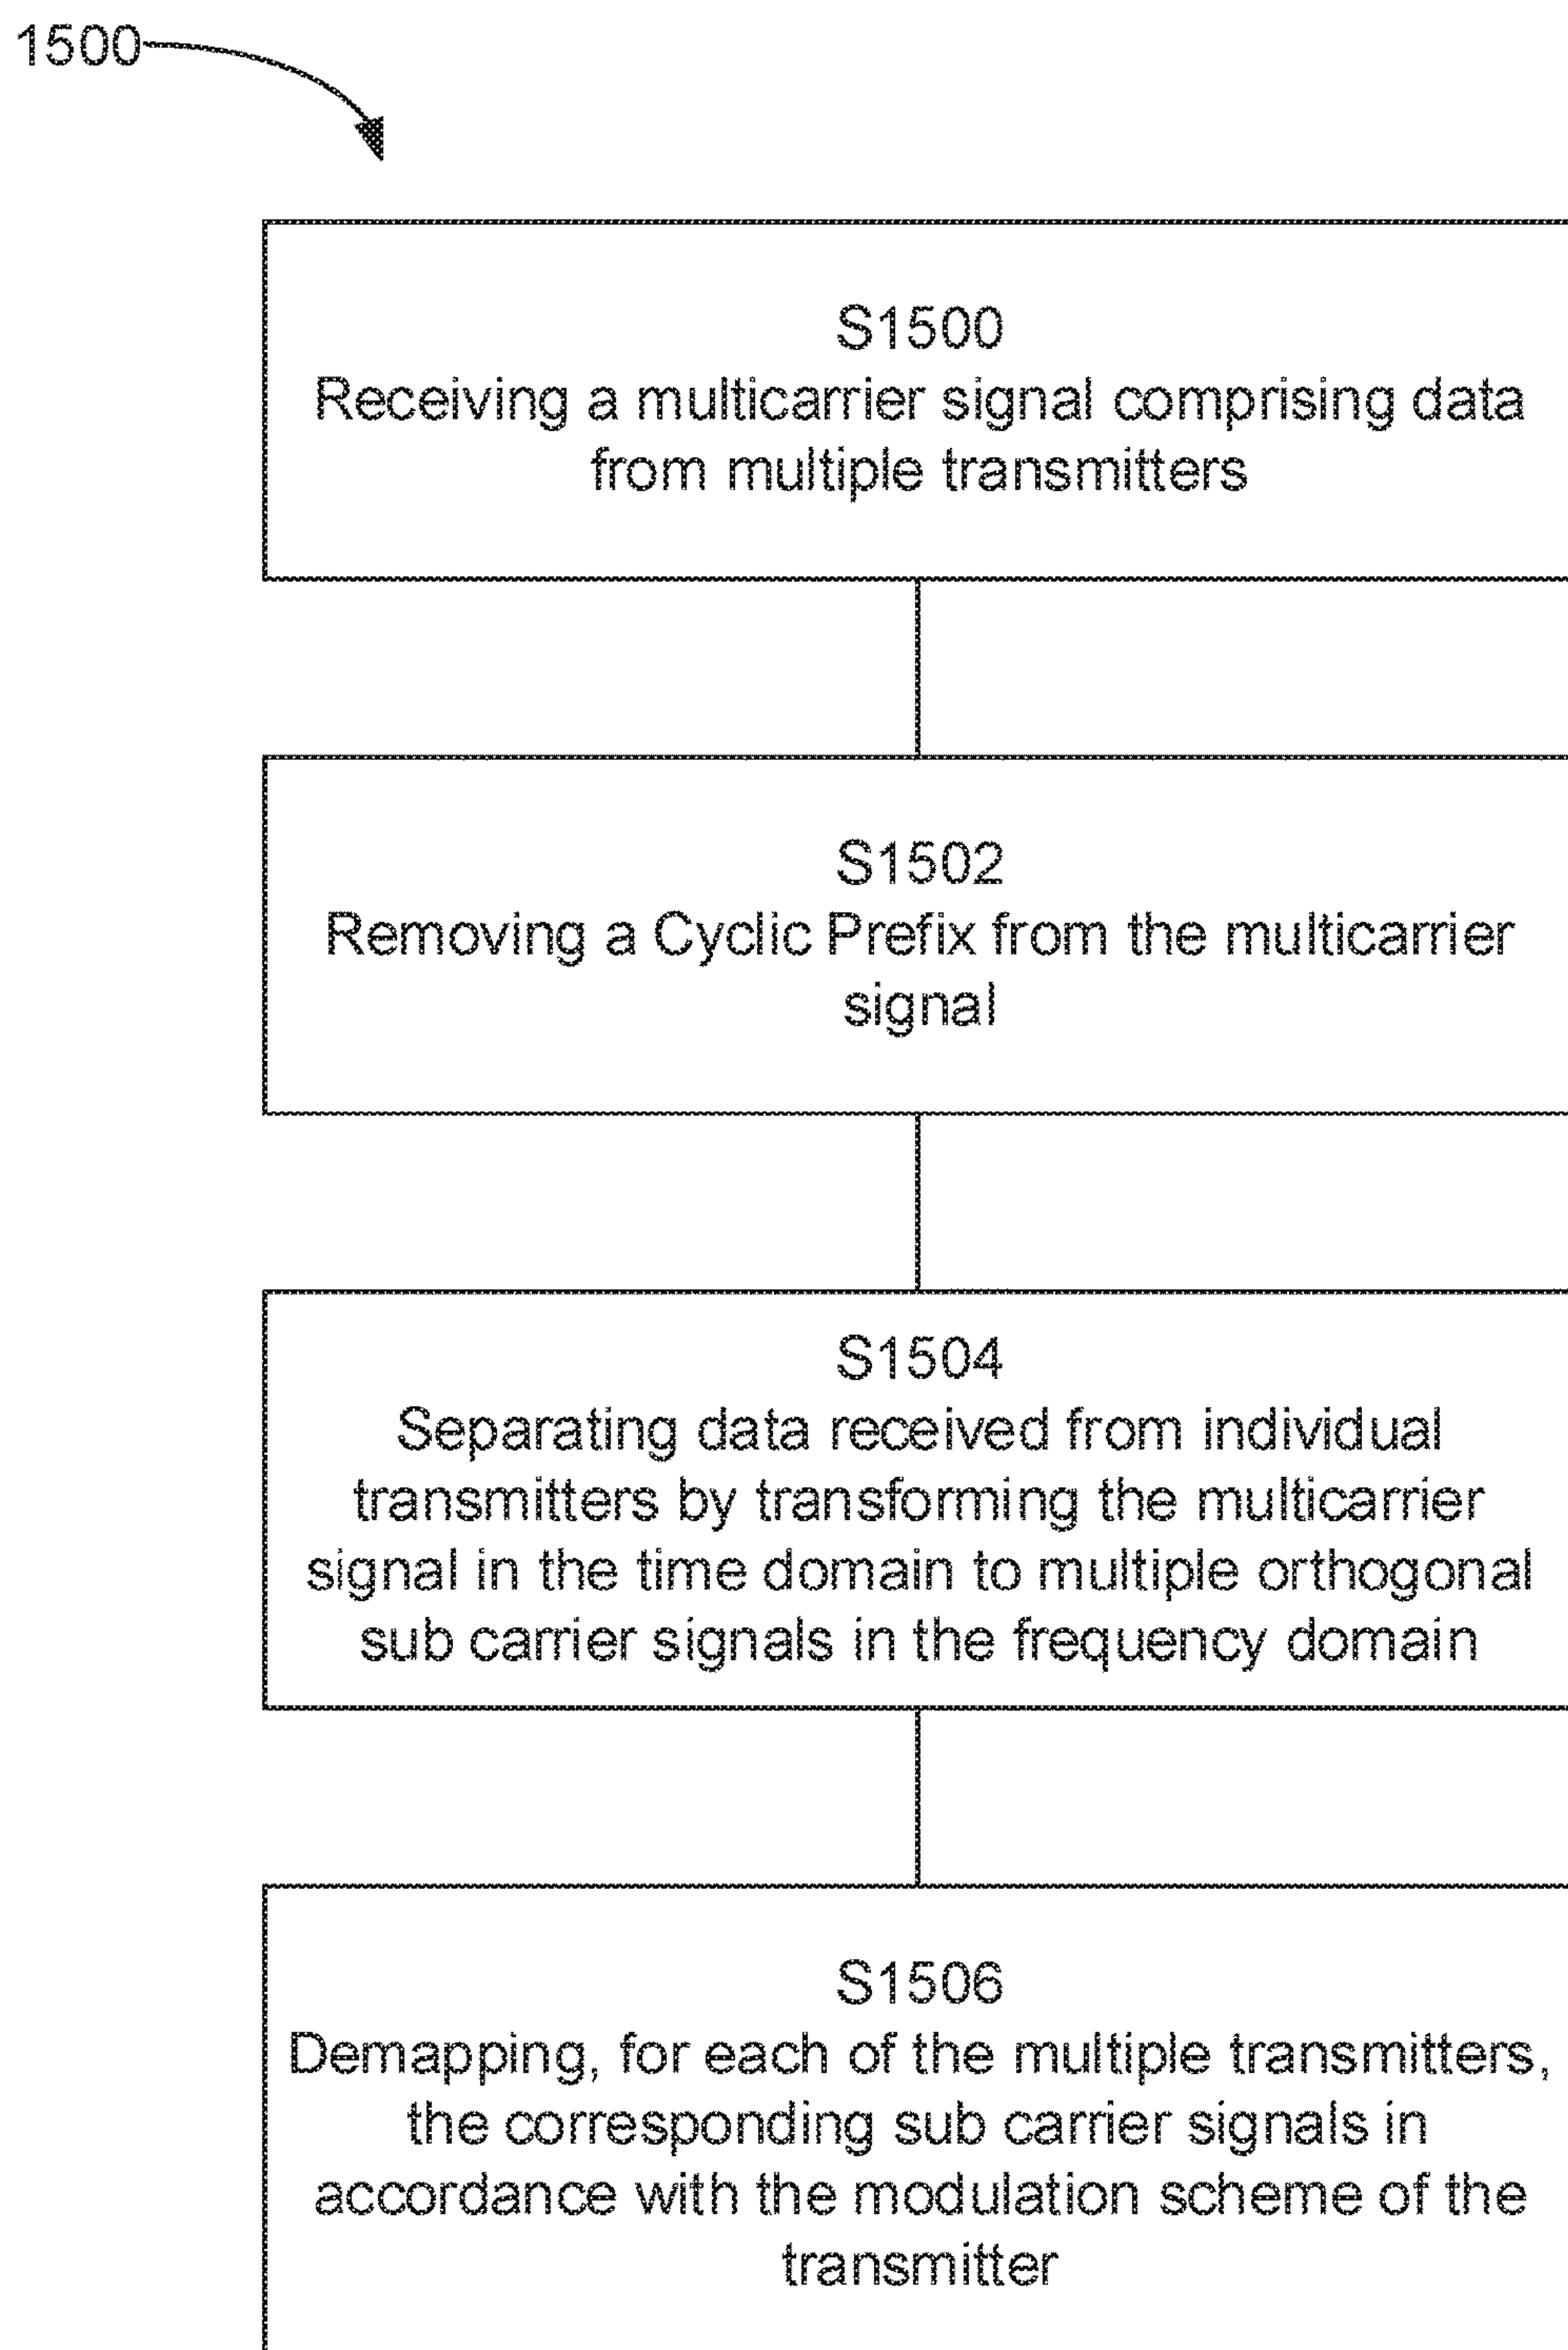 1500
S1500
Receiving a multicarrier signal comprising data
from multiple transmitters
S1502
Removing a Cyclic Prefix from the multicarrier
signal
S1504
Separating data received from individual
transmitters by transforming the multicarrier
signal in the time domain to multiple orthogonal
sub carrier signals in the frequency domain
S1506
Demapping, for each of the multiple transmitters,
the corresponding sub carrier signals in
accordance with the modulation scheme of the
transmitter